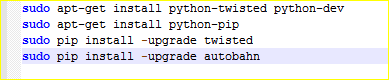 sudo apt-get install python-twisted python-dev
sudo apt-get install python-pip
sudo pip install -upgrade twisted
sudo pip install -upgrade autobahn